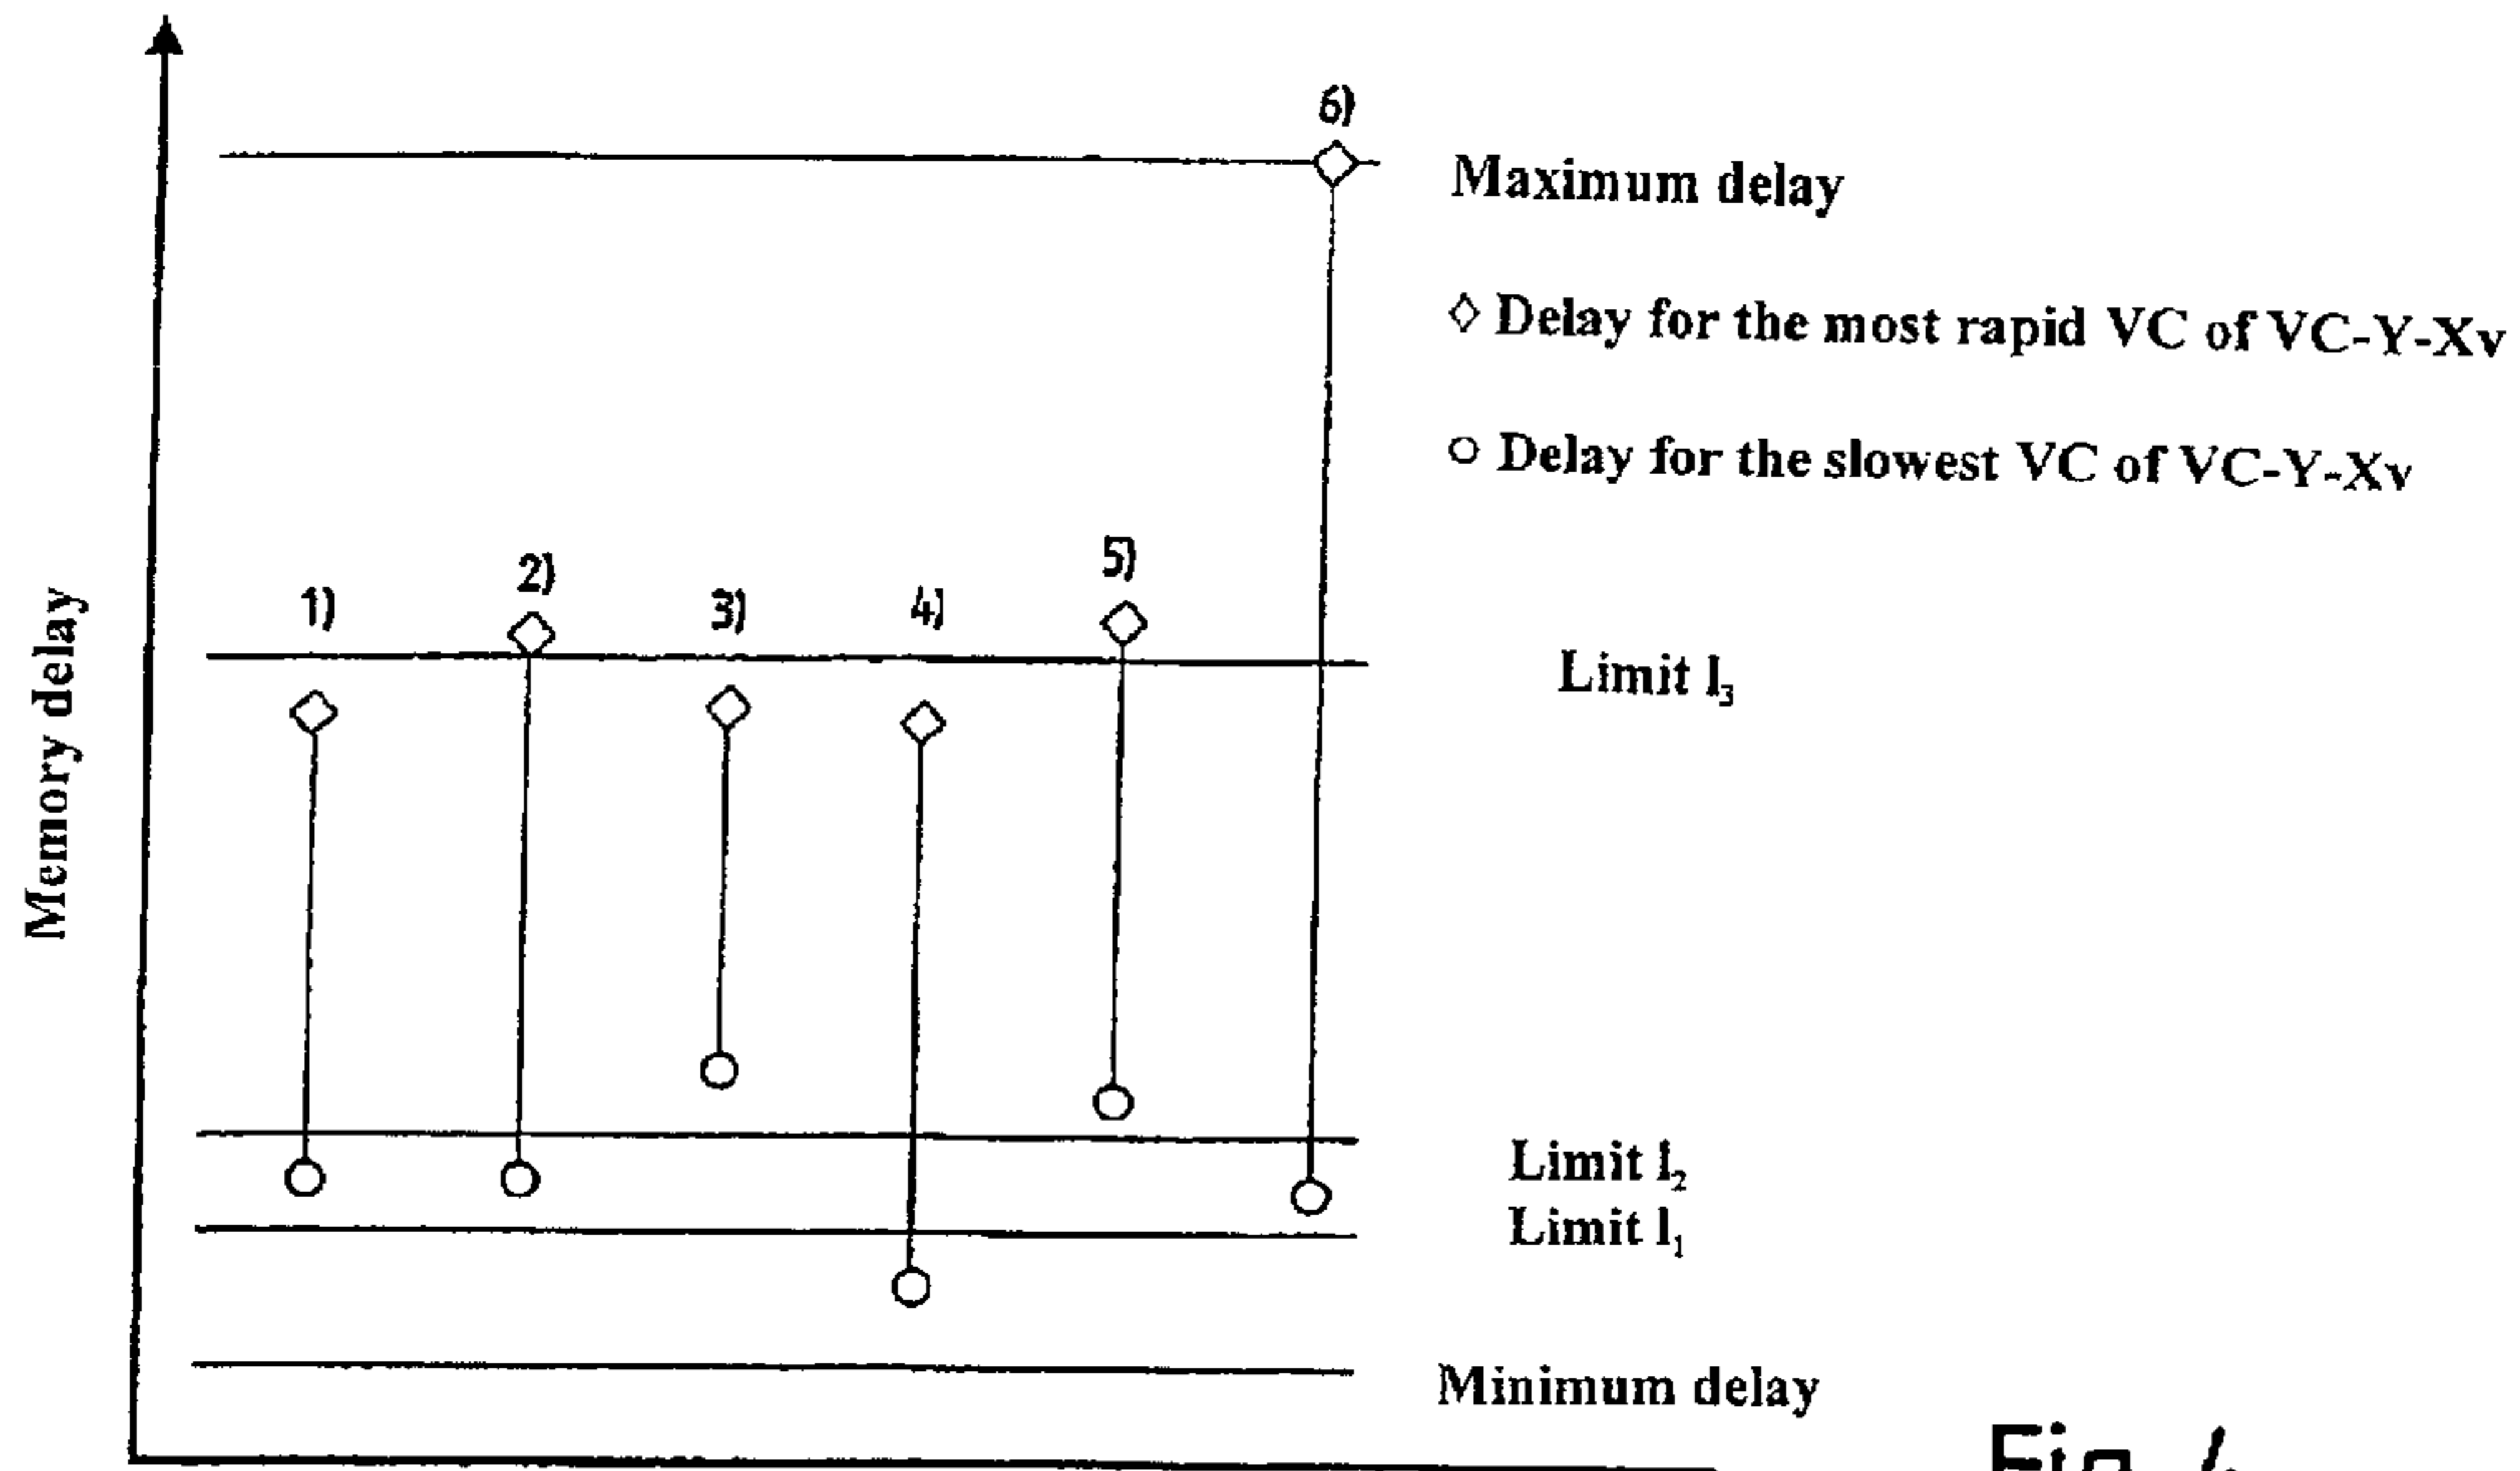 6)
Maximum delay
◇ Delay for the most rapid VC of VC-Y-Xv
○ Delay for the slowest VC of VC-Y-Xv
1)
2)
3)
4)
5)
Memory delay
Limit l₃
Limit l₂
Limit l₁
Minimum delay